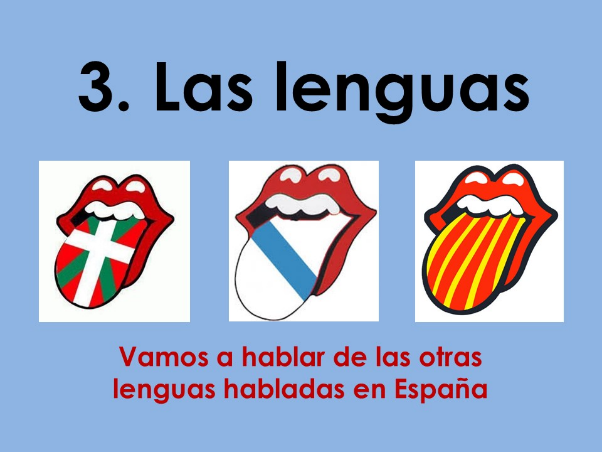 3. Las lenguas
Vamos a hablar de las otras
lenguas habladas en España